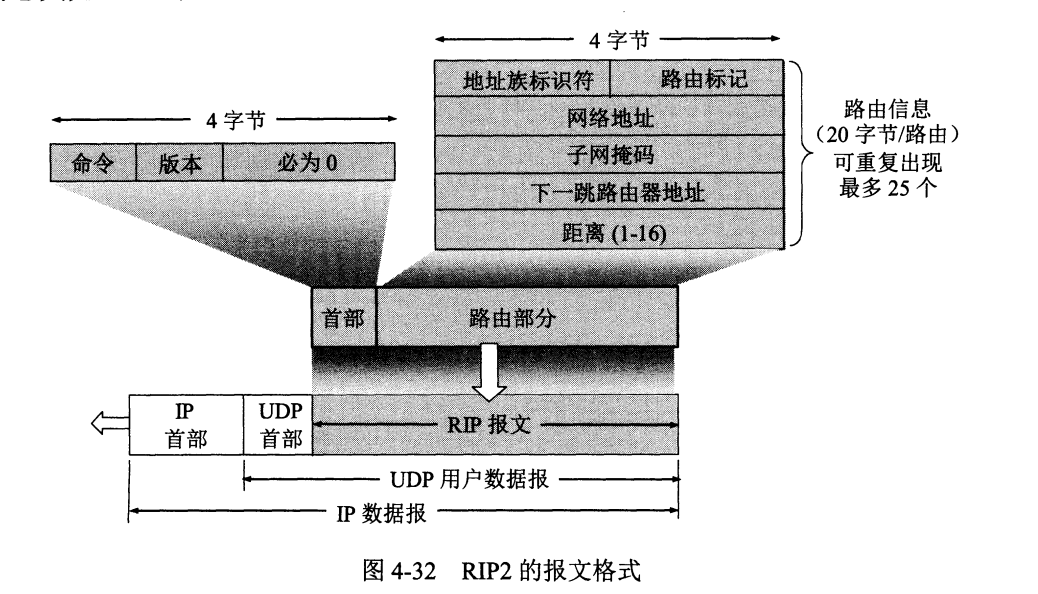 4 字节
地址族标识符 路由标记
网络地址
子网掩码
下一跳路由器地址
距离 (1-16)
路由信息
（20 字节/路由）
可重复出现
最多 25 个
4 字节
命令 版本 必为 0
首部 路由部分
IP
首部
UDP
首部
RIP 报文
UDP 用户数据报
IP 数据报
图 4-32 RIP2 的报文格式